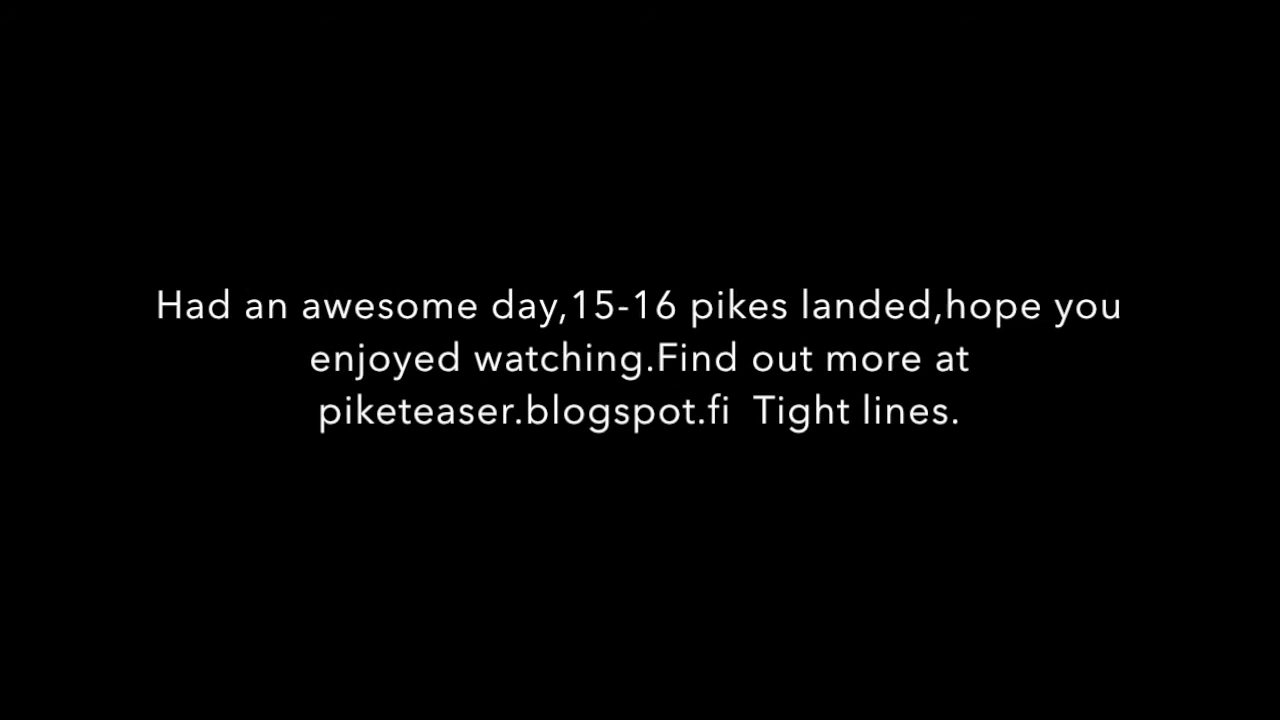 Had an awesome day,15-16 pikes landed,hope you
enjoyed watching.Find out more at
piketeaser.blogspot.fi  Tight lines.